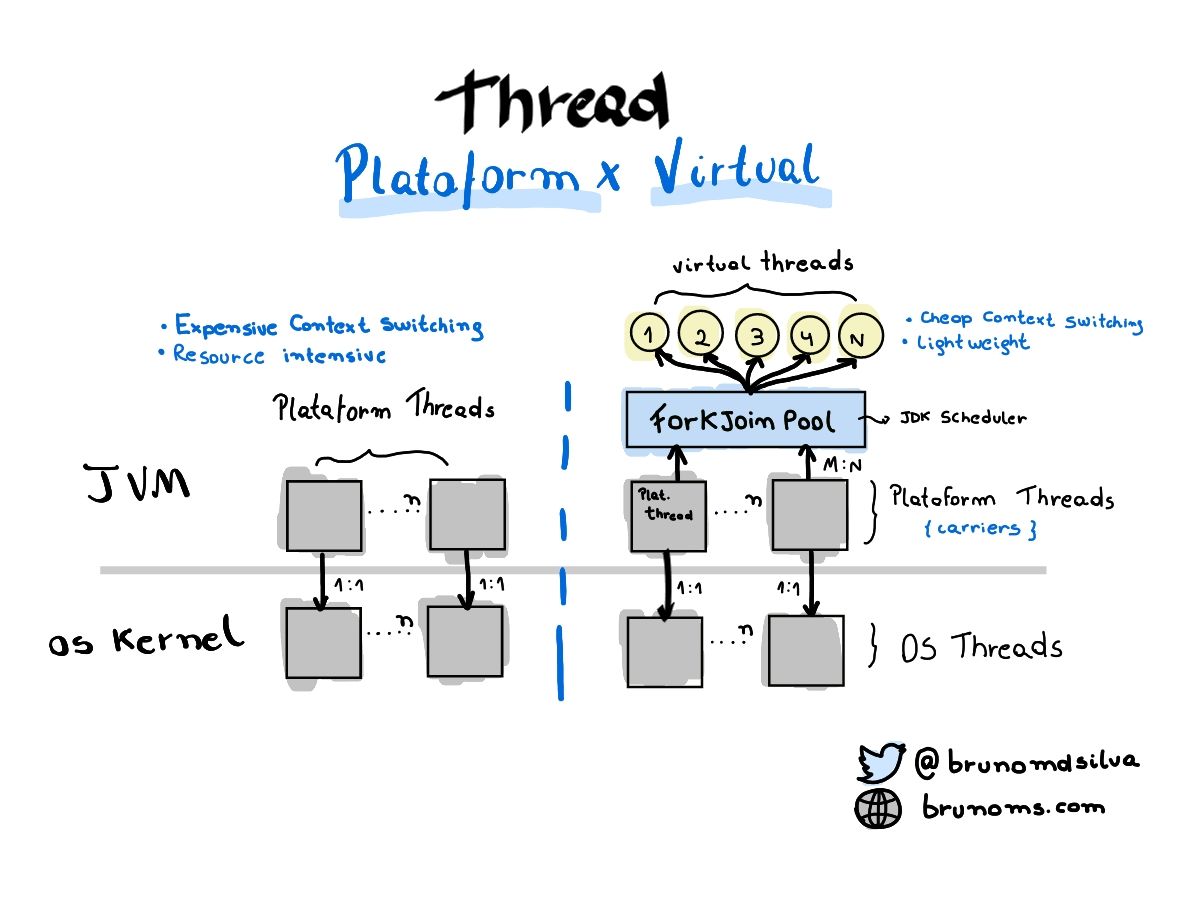 Thread
Plataform x Virtual
virtual threads
1 2 3 4 N
• Expensive Context Switching
• Resource intensive
• Cheap Context Switching
• Lightweight
Plataform Threads
ForkJoin Pool
JDK Scheduler
M:N
JVM
.... n
Plat.
thread
.... n
Plataform Threads
{carriers}
1:1
1:1
1:1
1:1
OS Kernel
.... n
.... n
OS Threads
@brunomdsilva
brunoms.com